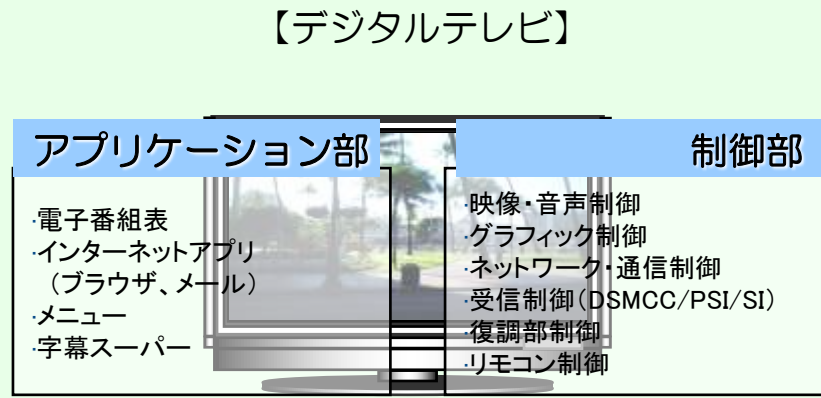 【デジタルテレビ】
アプリケーション部
･電子番組表
･インターネットアプリ
（ブラウザ、メール）
･メニュー
･字幕スーパー
制御部
･映像・音声制御
･グラフィック制御
･ネットワーク・通信制御
･受信制御（DSMCC/PSI/SI）
･復調部制御
･リモコン制御